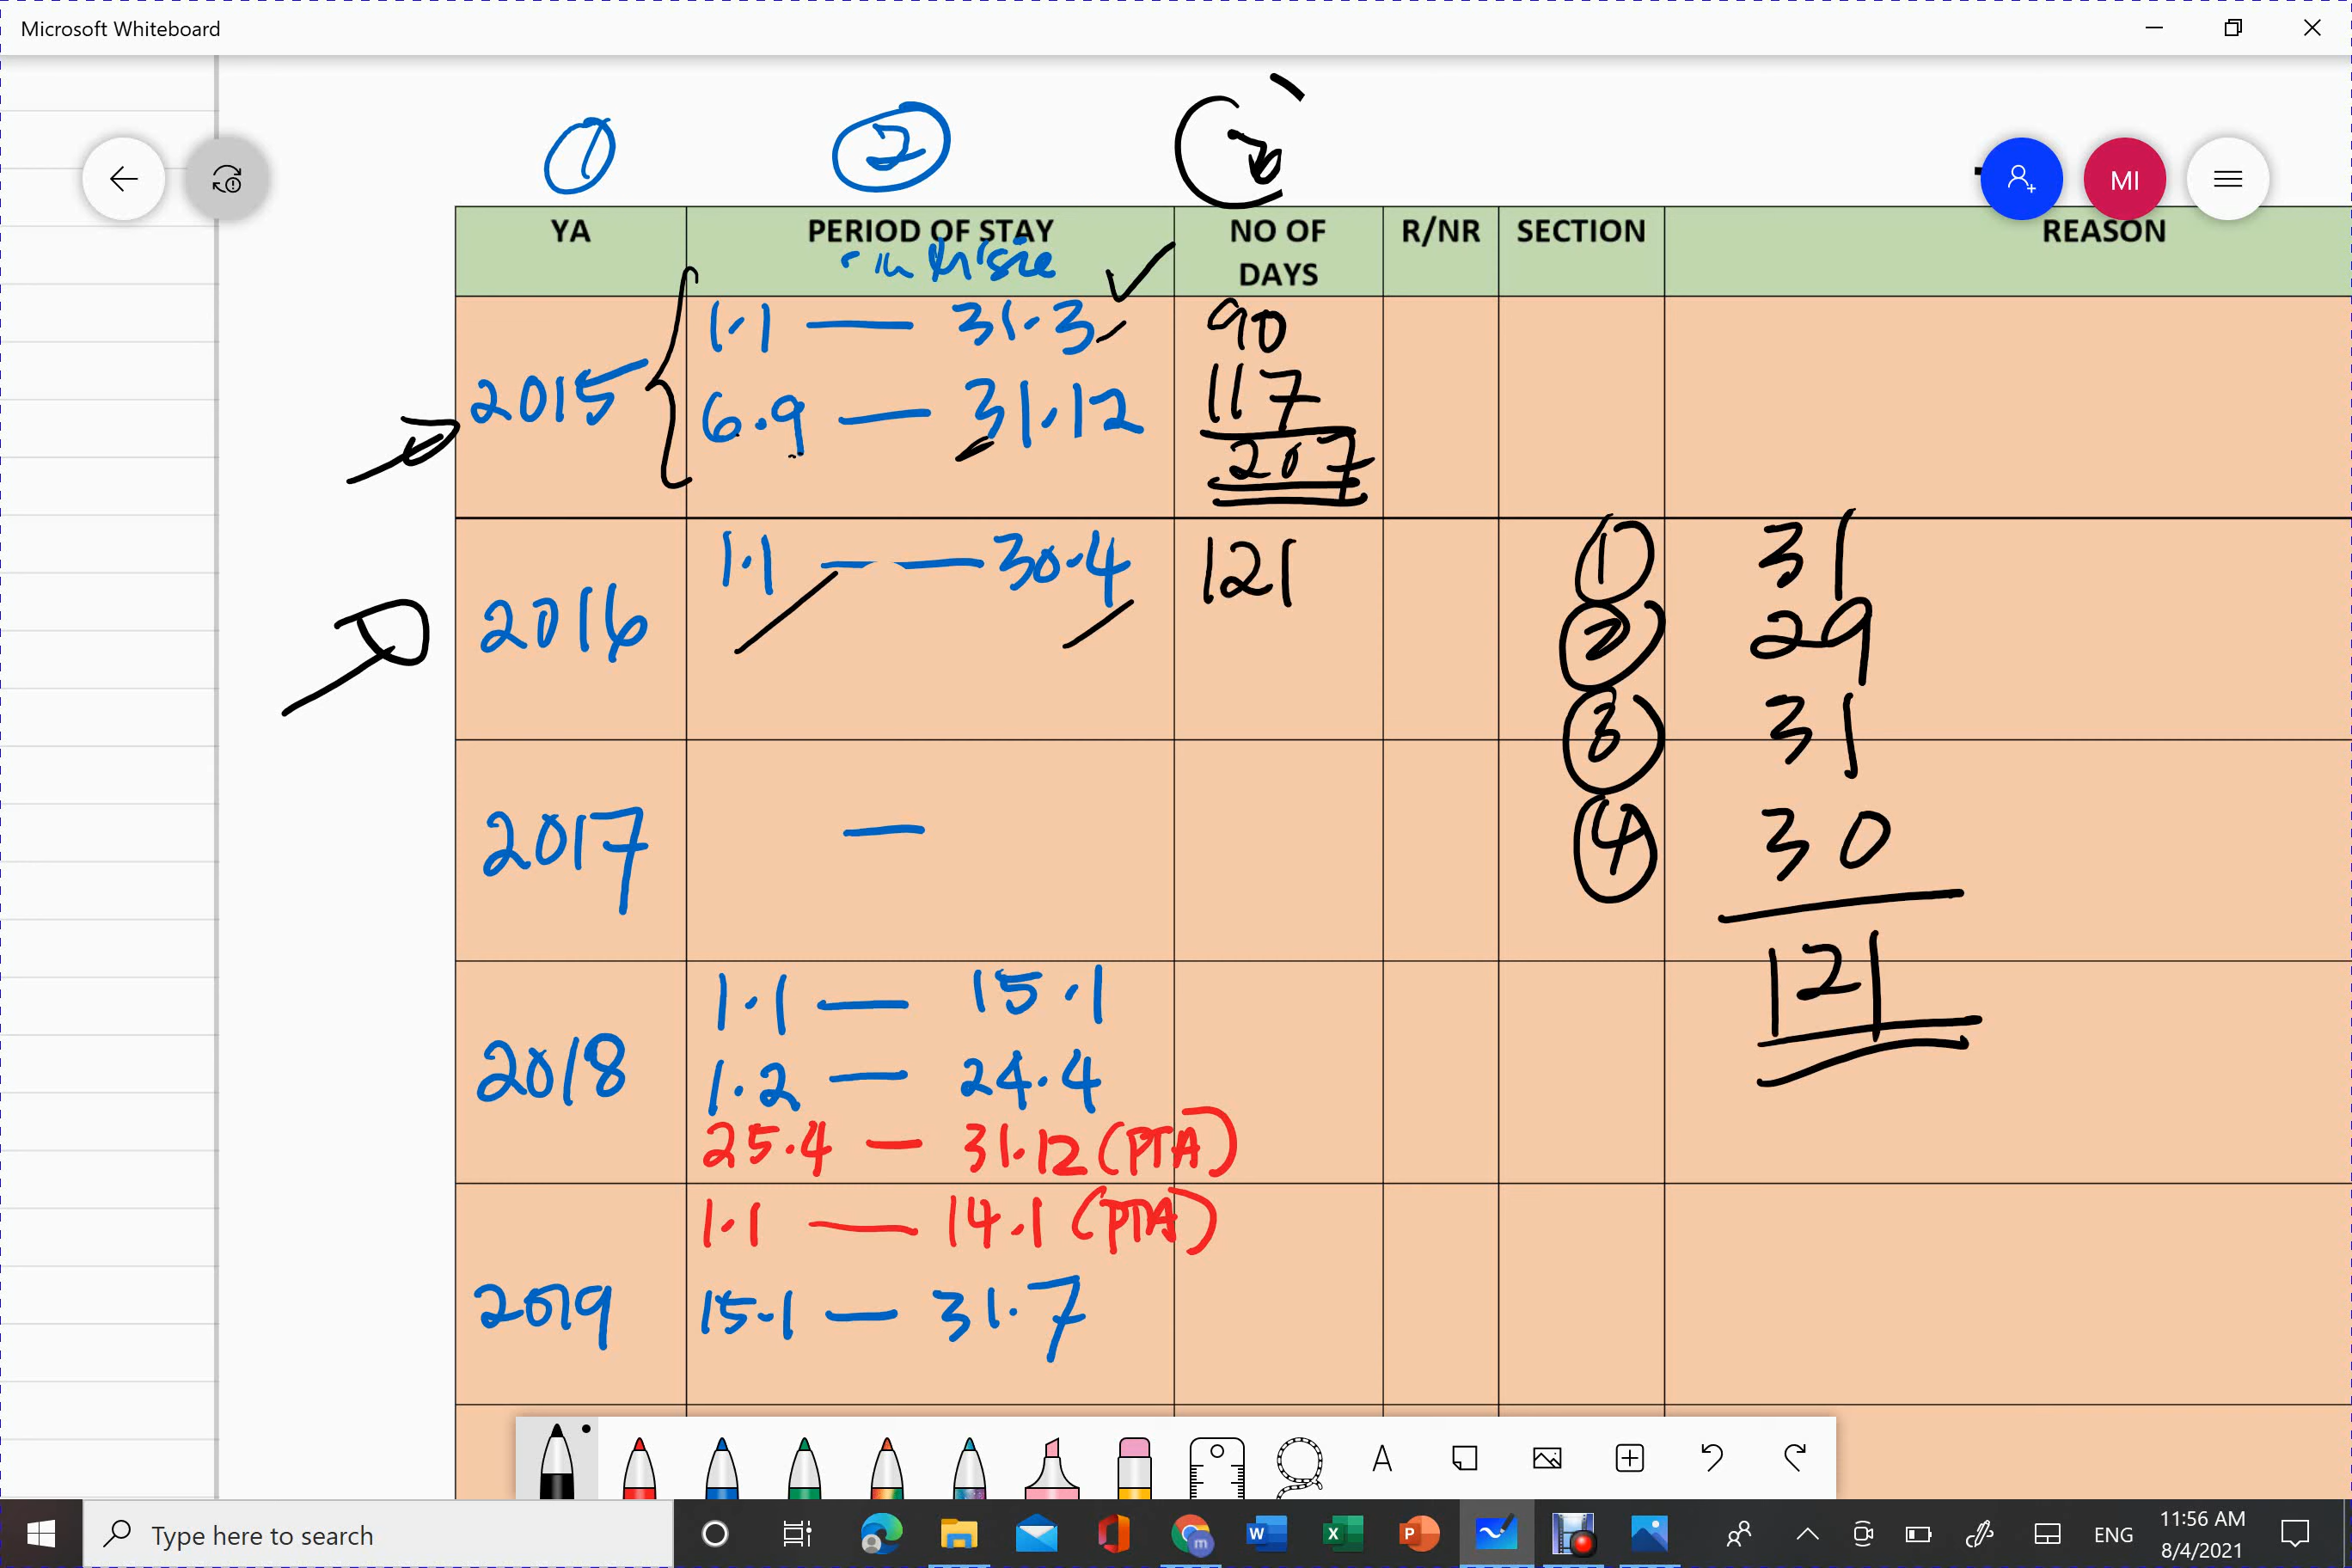 Microsoft Whiteboard
1 2
MI
YA PERIOD OF STAY NO OF DAYS R/NR SECTION REASON
in M'sia
2015
1.1 — 31.3 90
6.9 — 31.12 117
207
2016 1.1 — 30.4 121
1 31
2 29
3 31
4 30
121
2017 —
2018
1.1 — 15.1
1.2 — 24.4
25.4 — 31.12 (PTA)
2019
1.1 — 14.1 (PTA)
15.1 — 31.7
A
Type here to search
ENG
11:56 AM
8/4/2021